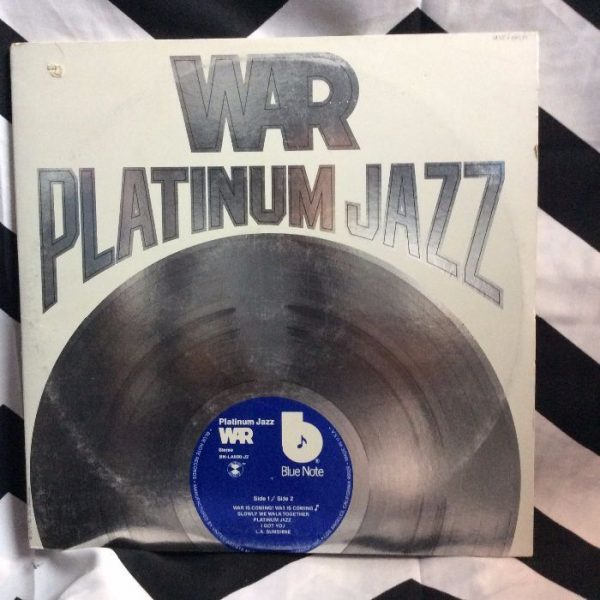 WAR
PLATINUM JAZZ
Platinum Jazz
WAR
Stereo
BN-LA690-J2
b
Blue Note ®
Side 1 / Side 2
WAR IS COMING! WAR IS COMING!
SLOWLY WE WALK TOGETHER
PLATINUM JAZZ
I GOT YOU
L.A. SUNSHINE